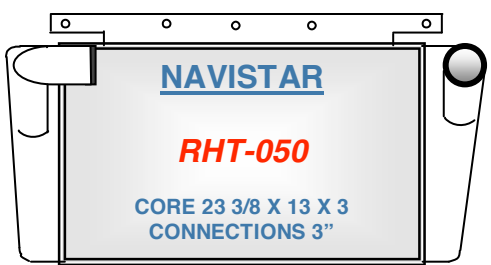 NAVISTAR
RHT-050
CORE 23 3/8 X 13 X 3
CONNECTIONS 3”